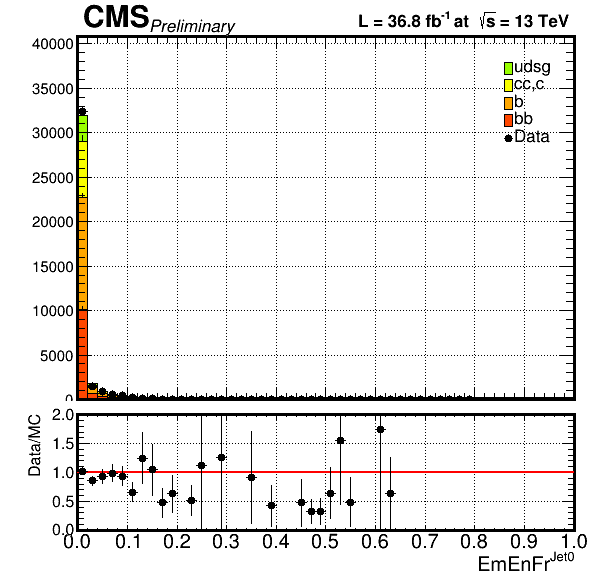 CMS Preliminary L = 36.8 fb⁻¹ at √s = 13 TeV
40000
35000
30000
25000
20000
15000
10000
5000
0
udsg
cc,c
b
bb
Data
Data/MC
2.0
1.5
1.0
0.5
0.0
0.0 0.1 0.2 0.3 0.4 0.5 0.6 0.7 0.8 0.9 1.0
EmEnFr^Jet0